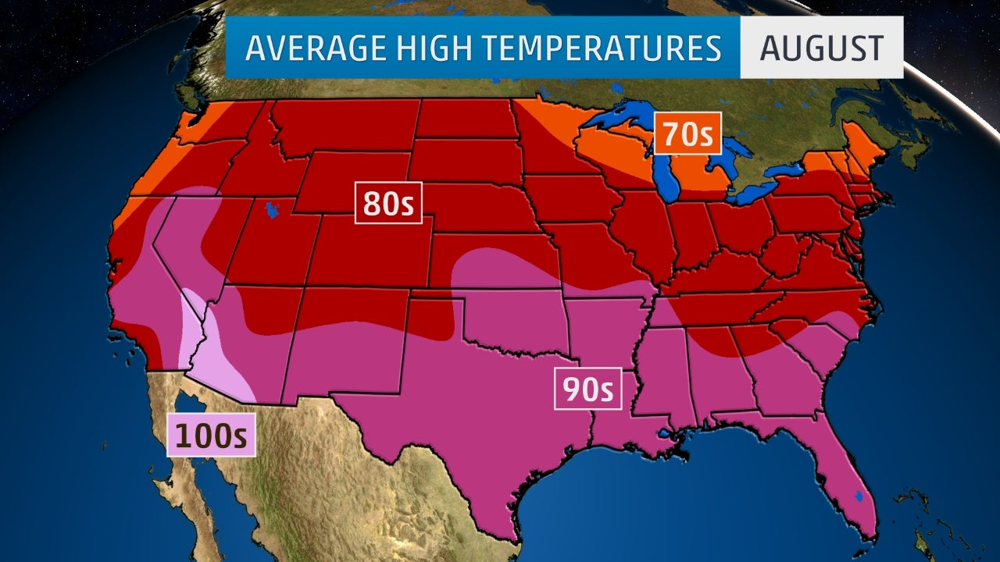 AVERAGE HIGH TEMPERATURES AUGUST
70s
80s
90s
100s